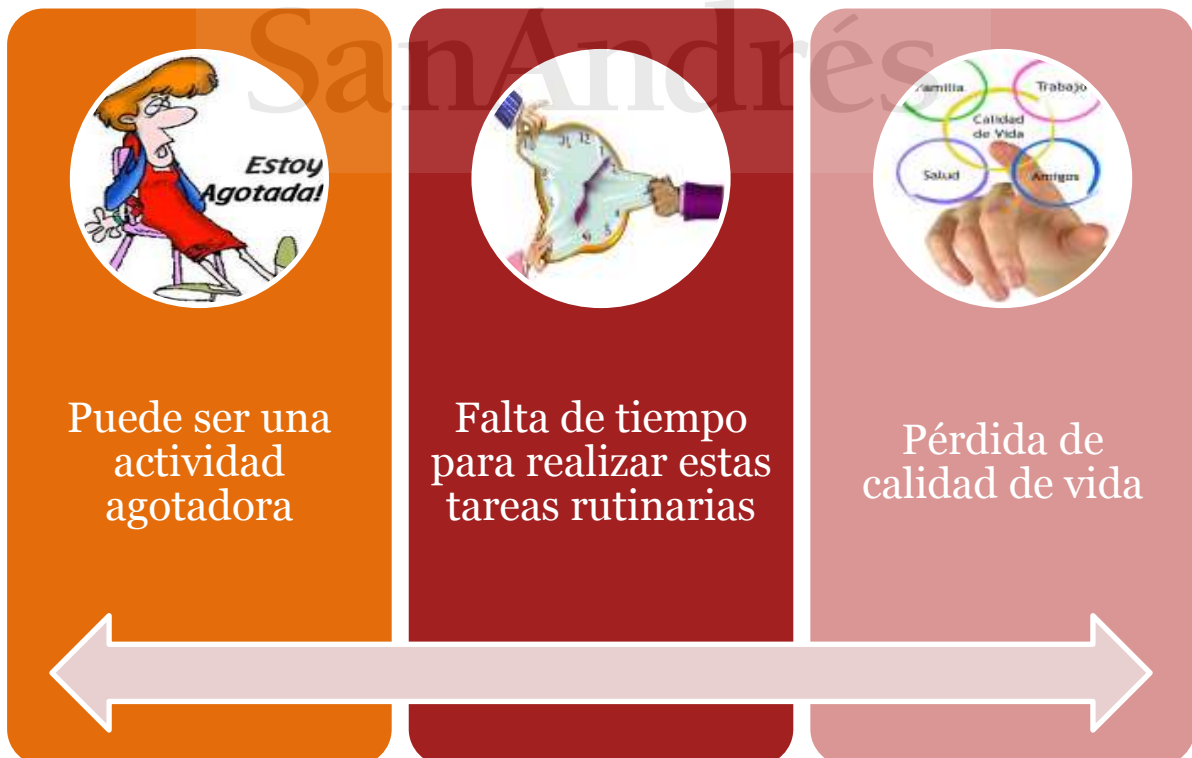 SanAndrés
Estoy
Agotada!
Familia
Trabajo
Calidad
de Vida
Salud
Amigos
Puede ser una
actividad
agotadora
Falta de tiempo
para realizar estas
tareas rutinarias
Pérdida de
calidad de vida